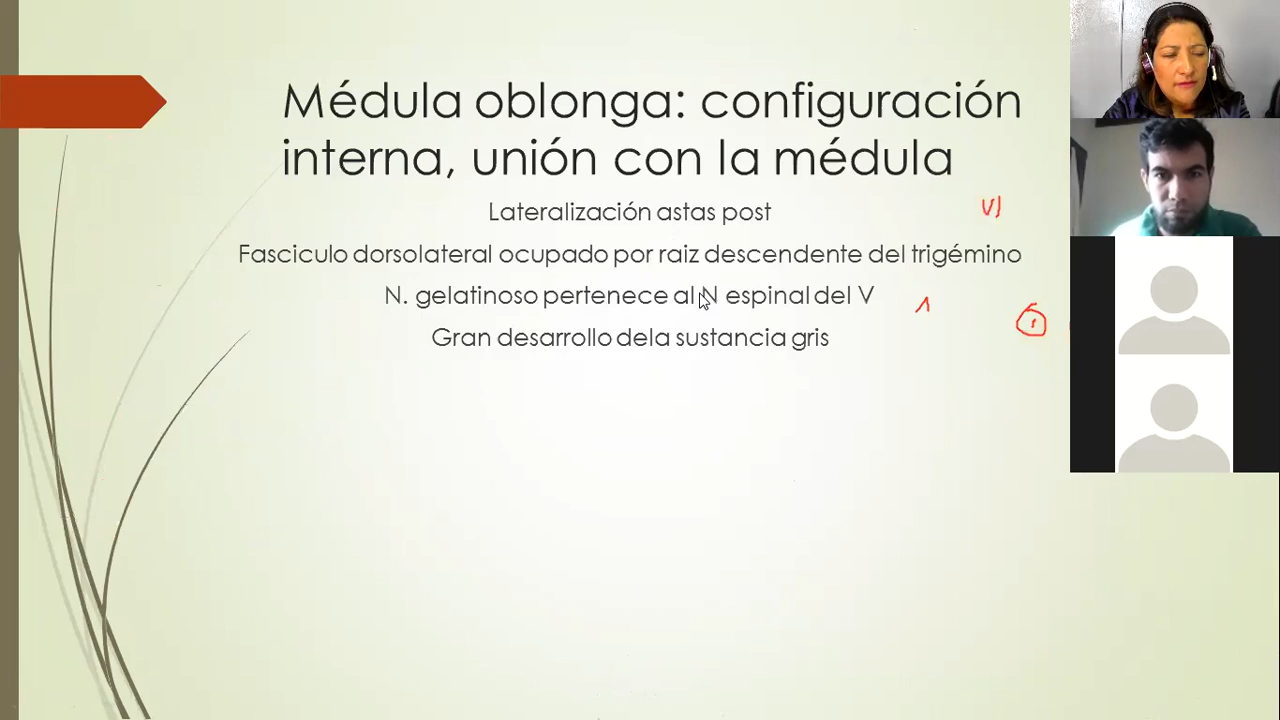 Médula oblonga: configuración
interna, unión con la médula
Lateralización astas post
Fasciculo dorsolateral ocupado por raiz descendente del trigémino
N. gelatinoso pertenece al N espinal del V
Gran desarrollo dela sustancia gris